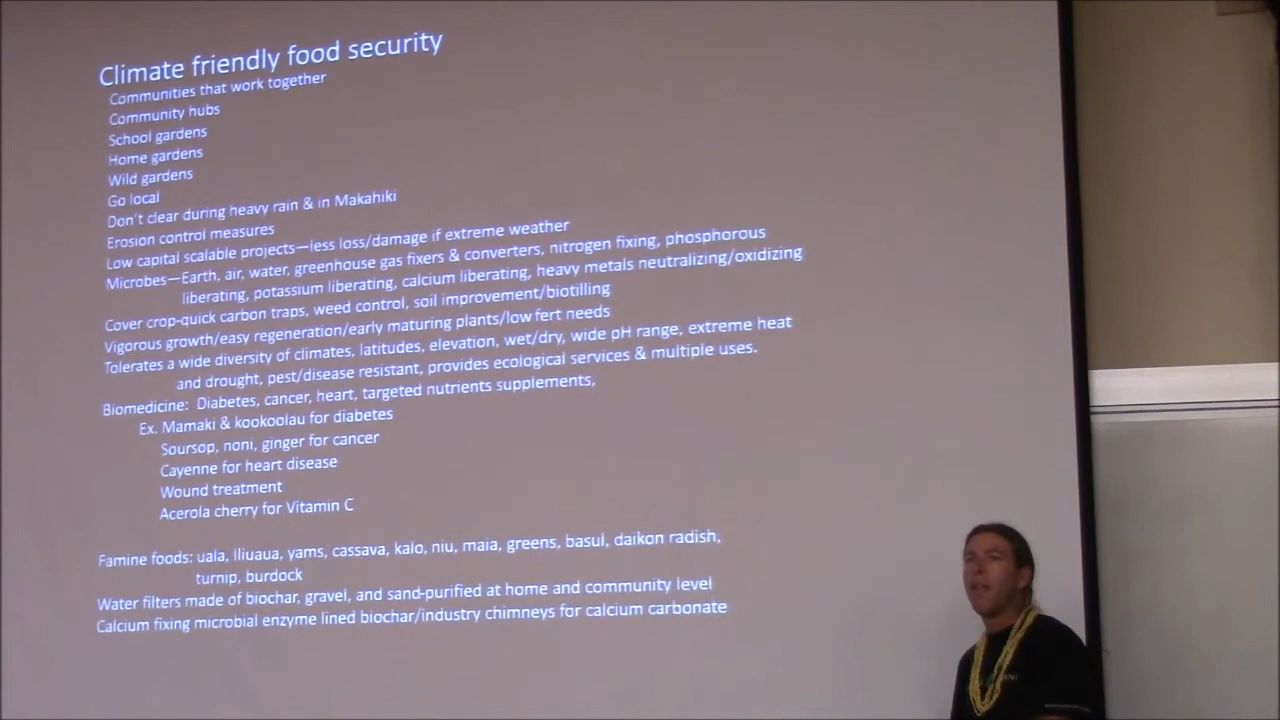 Climate friendly food security
Communities that work together
Community hubs
School gardens
Home gardens
Wild gardens
Go local
Don't clear during heavy rain & in Makahiki
Erosion control measures
Low capital scalable projects—less loss/damage if extreme weather
Microbes—Earth, air, water, greenhouse gas fixers & converters, nitrogen fixing, phosphorous
liberating, potassium liberating, calcium liberating, heavy metals neutralizing/oxidizing
Cover crop-quick carbon traps, weed control, soil improvement/biotilling
Vigorous growth/easy regeneration/early maturing plants/low fert needs
Tolerates a wide diversity of climates, latitudes, elevation, wet/dry, wide pH range, extreme heat
and drought, pest/disease resistant, provides ecological services & multiple uses.
Biomedicine: Diabetes, cancer, heart, targeted nutrients supplements,
Ex. Mamaki & kookoolau for diabetes
Soursop, noni, ginger for cancer
Cayenne for heart disease
Wound treatment
Acerola cherry for Vitamin C
Famine foods: uala, Iliuaua, yams, cassava, kalo, niu, maia, greens, basul, daikon radish,
turnip, burdock
Water filters made of biochar, gravel, and sand-purified at home and community level
Calcium fixing microbial enzyme lined biochar/industry chimneys for calcium carbonate